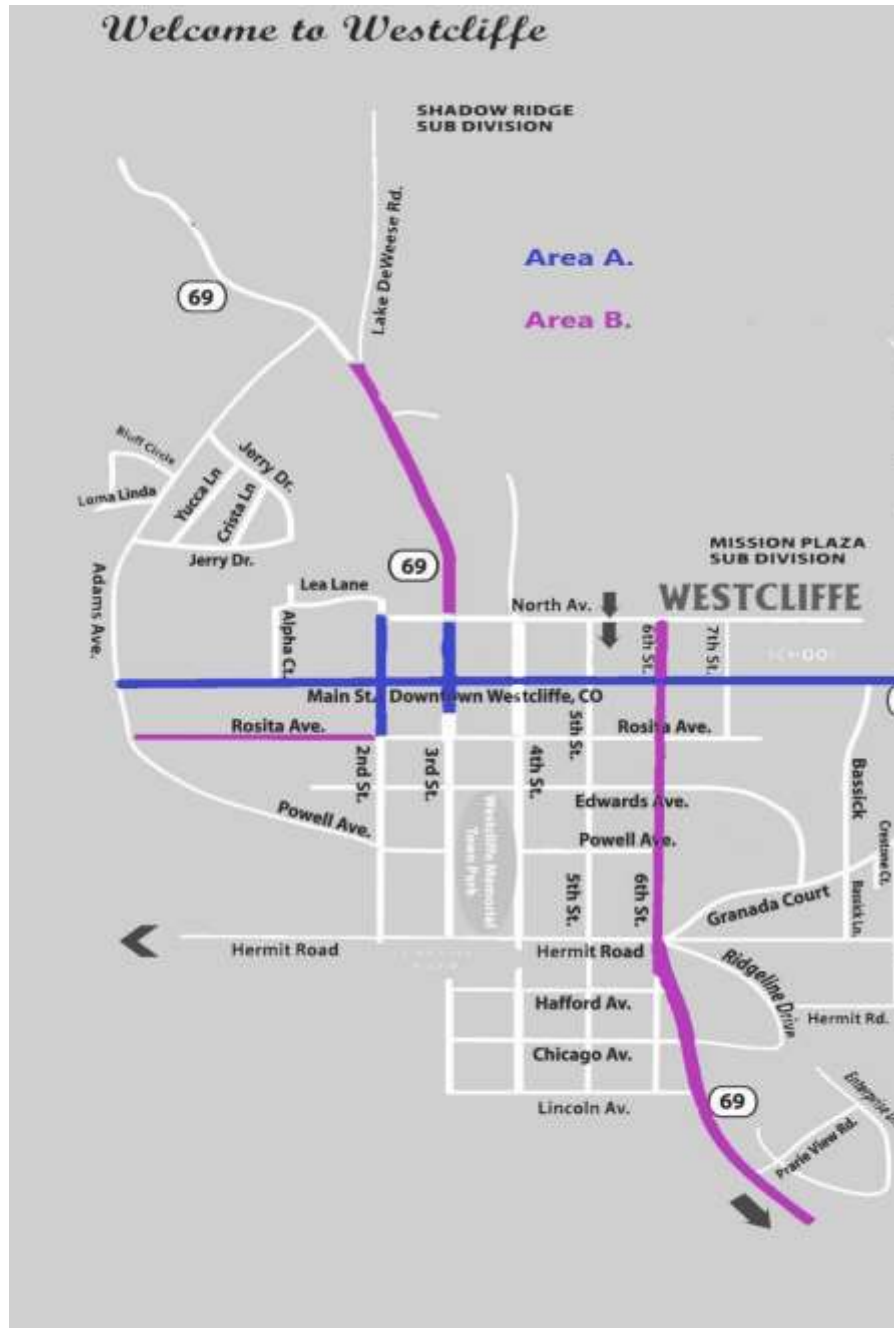 Welcome to Westcliffe
SHADOW RIDGE
SUB DIVISION
Lake DeWeese Rd.
Area A.
69
Area B.
Bluff Circle
Jerry Dr.
Loma Linda
Yucca Ln
Crista Ln
Jerry Dr.
Adams Ave.
69
MISSION PLAZA
SUB DIVISION
Lea Lane
North Av.
WESTCLIFFE
Alpha Ct.
6th St.
7th St.
Main St. Downtown Westcliffe, CO
Rosita Ave.
5th St.
Rosita Ave.
2nd St.
3rd St.
4th St.
Bassick
Edwards Ave.
Powell Ave.
Westcliffe Memorial
Town Park
Powell Ave.
Crestone Ct.
5th St.
6th St.
Granada Court
Bassick Ln.
Hermit Road
Hermit Road
Ridgeline Drive
Hafford Av.
Hermit Rd.
Chicago Av.
Lincoln Av.
69
Enterprise
Prarie View Rd.